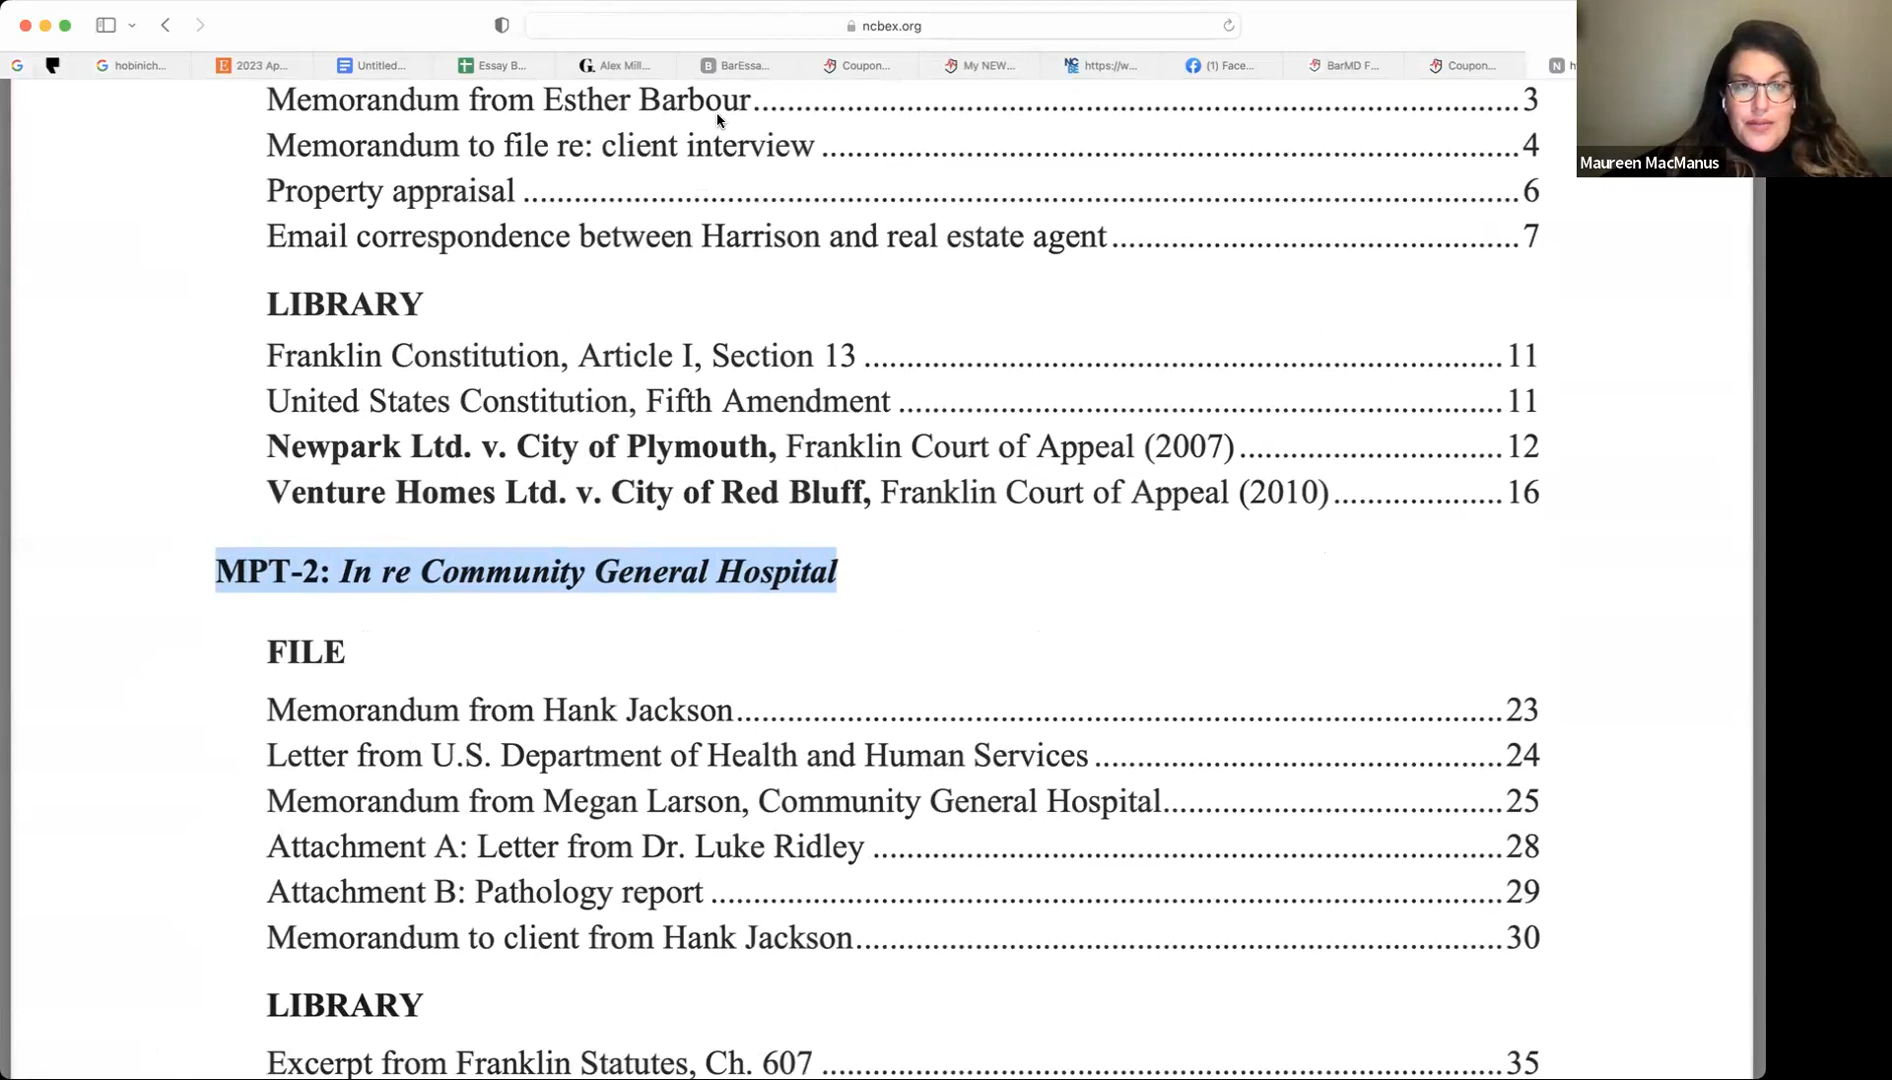 ncbex.org
hobinich...
2023 Ap...
Untitled...
Essay B...
Alex Mill...
BarEssa...
Coupon...
My NEW...
https://w...
(1) Face...
BarMD F...
Coupon...
Maureen MacManus
Memorandum from Esther Barbour 3
Memorandum to file re: client interview 4
Property appraisal 6
Email correspondence between Harrison and real estate agent 7
LIBRARY
Franklin Constitution, Article I, Section 13 11
United States Constitution, Fifth Amendment 11
Newpark Ltd. v. City of Plymouth, Franklin Court of Appeal (2007) 12
Venture Homes Ltd. v. City of Red Bluff, Franklin Court of Appeal (2010) 16
MPT-2: In re Community General Hospital
FILE
Memorandum from Hank Jackson 23
Letter from U.S. Department of Health and Human Services 24
Memorandum from Megan Larson, Community General Hospital 25
Attachment A: Letter from Dr. Luke Ridley 28
Attachment B: Pathology report 29
Memorandum to client from Hank Jackson 30
LIBRARY
Excerpt from Franklin Statutes, Ch. 607 35